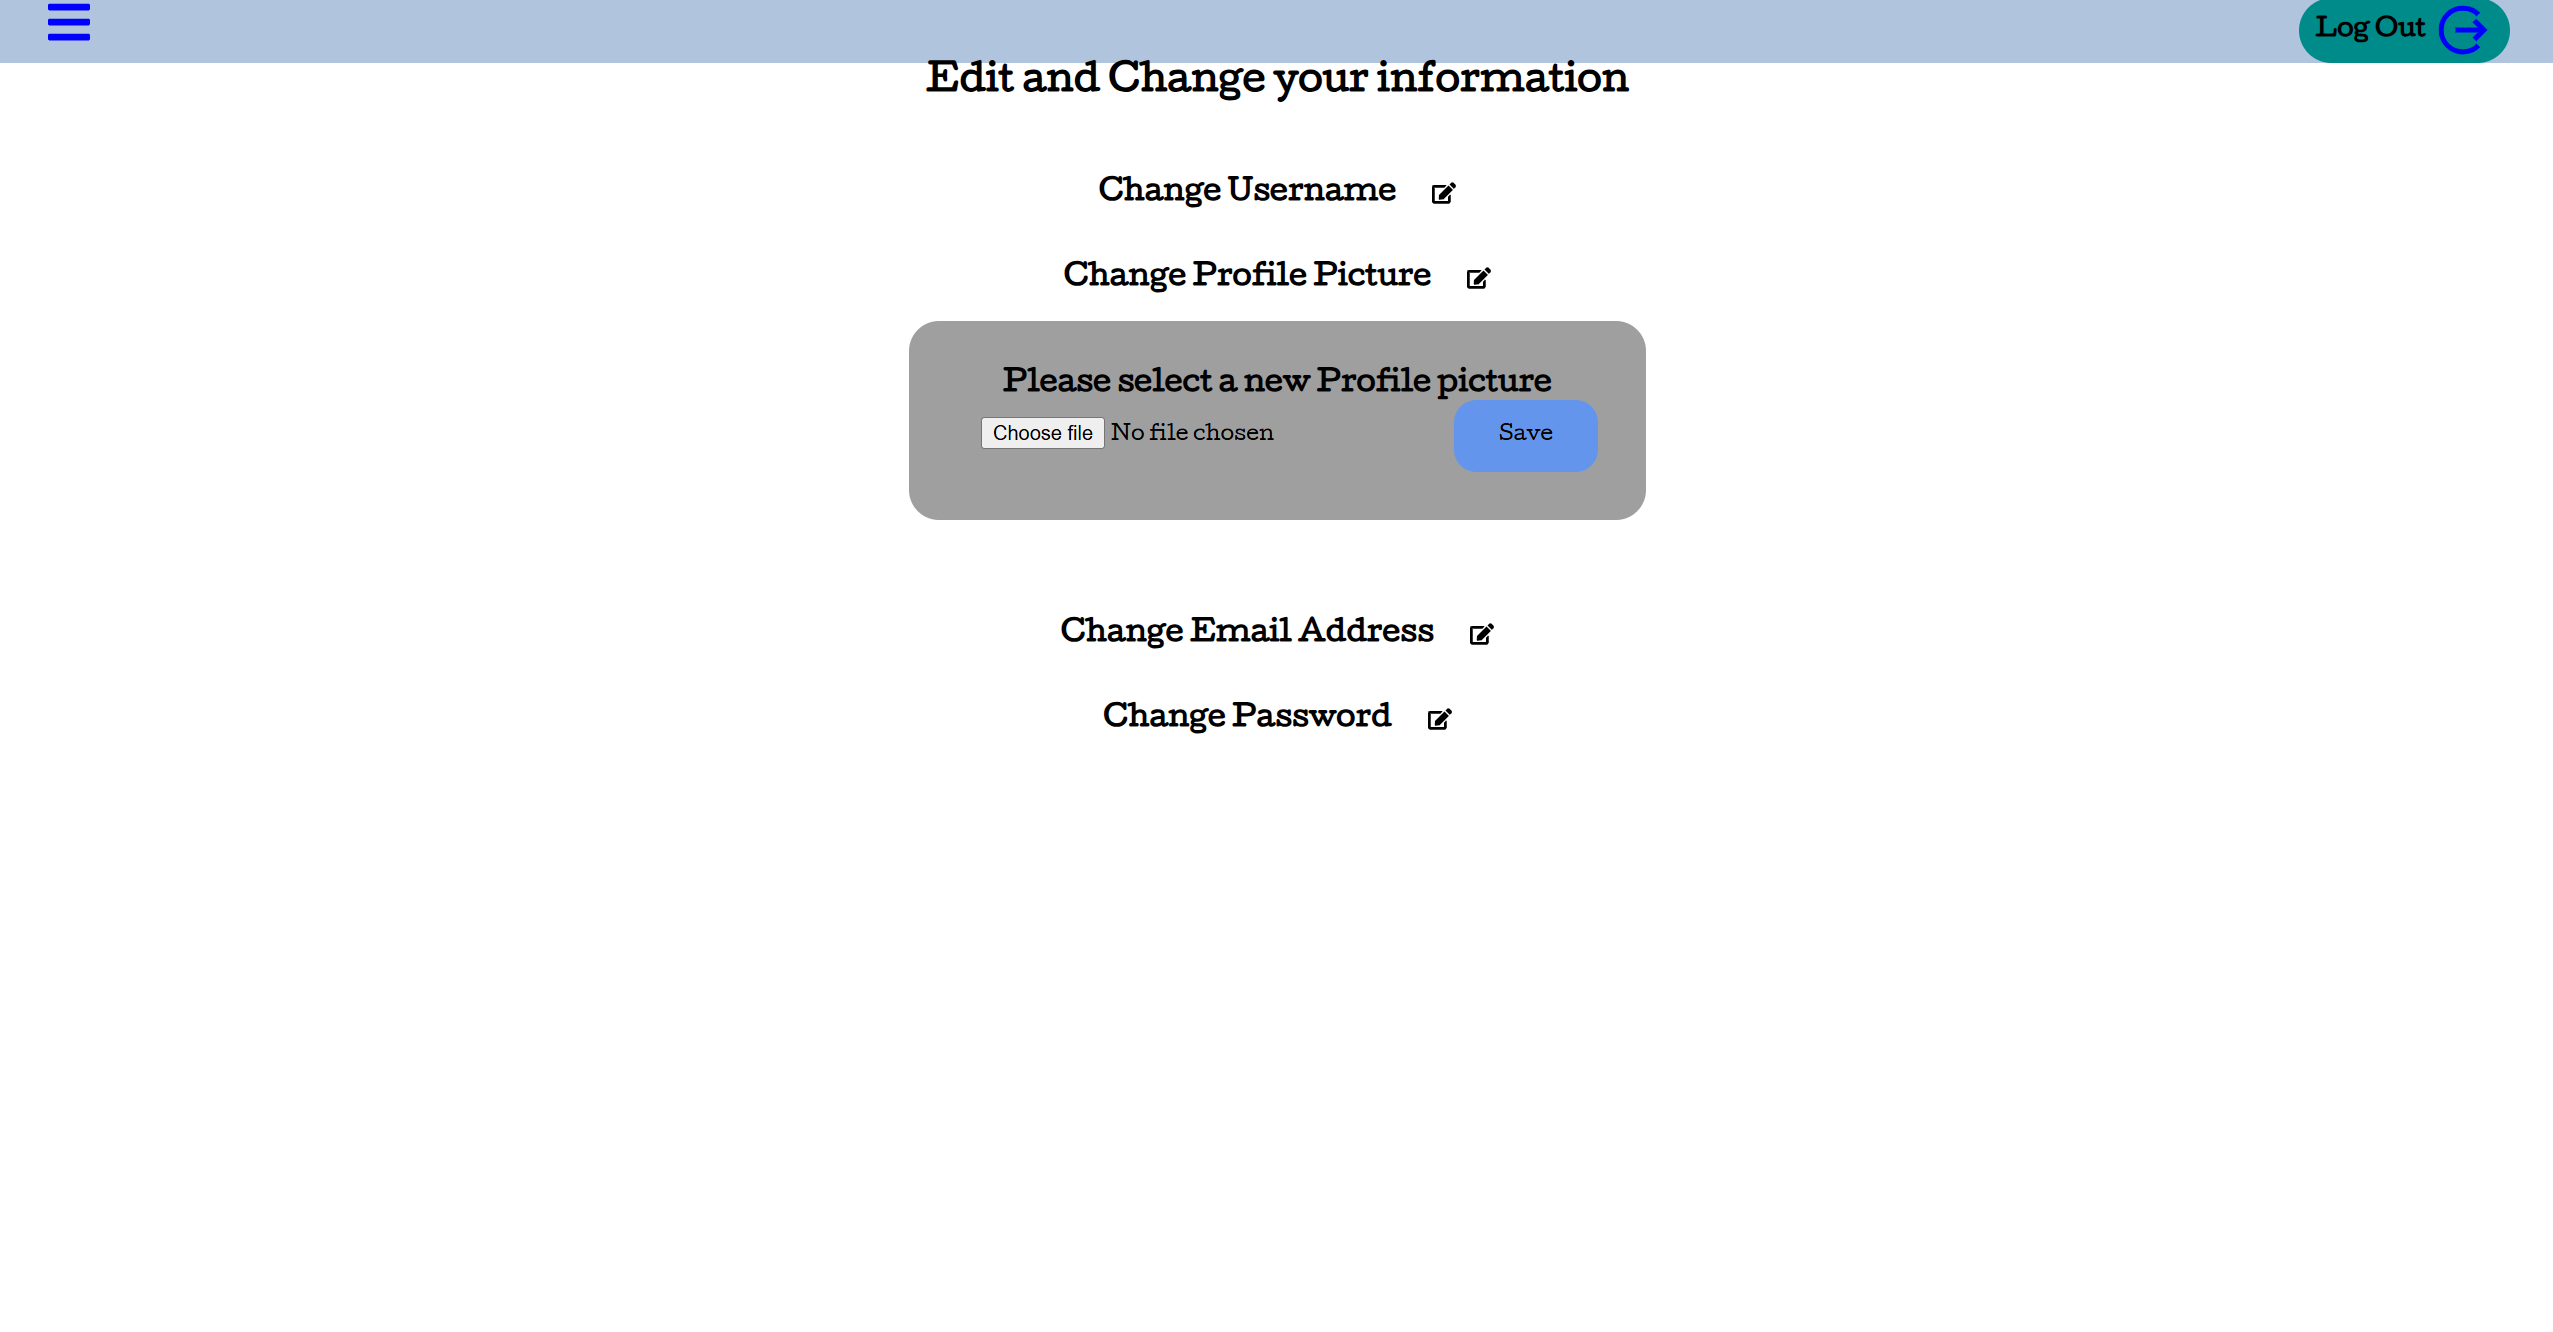 Log Out
Edit and Change your information
Change Username
Change Profile Picture
Please select a new Profile picture
Choose file No file chosen Save
Change Email Address
Change Password